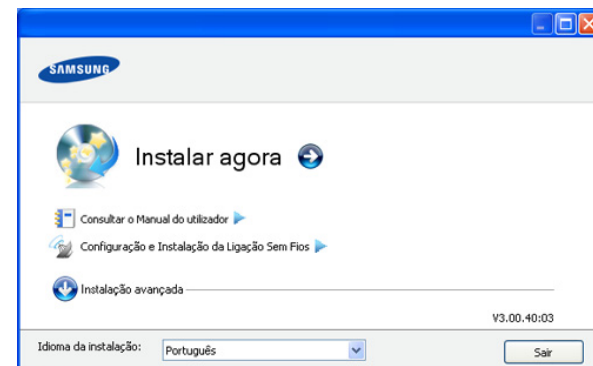 SAMSUNG
Instalar agora
Consultar o Manual do utilizador
Configuração e Instalação da Ligação Sem Fios
Instalação avançada
V3.00.40:03
Idioma da instalação: Português Sair